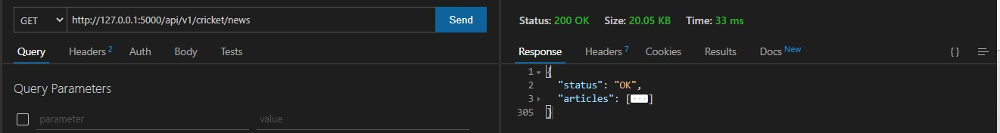 GET http://127.0.0.1:5000/api/v1/cricket/news Send
Query Headers 2 Auth Body Tests
Query Parameters
parameter value
Status: 200 OK Size: 20.05 KB Time: 33 ms
Response Headers 7 Cookies Results Docs New {} 
1 {
2 "status": "OK",
3 "articles": [···]
305 }